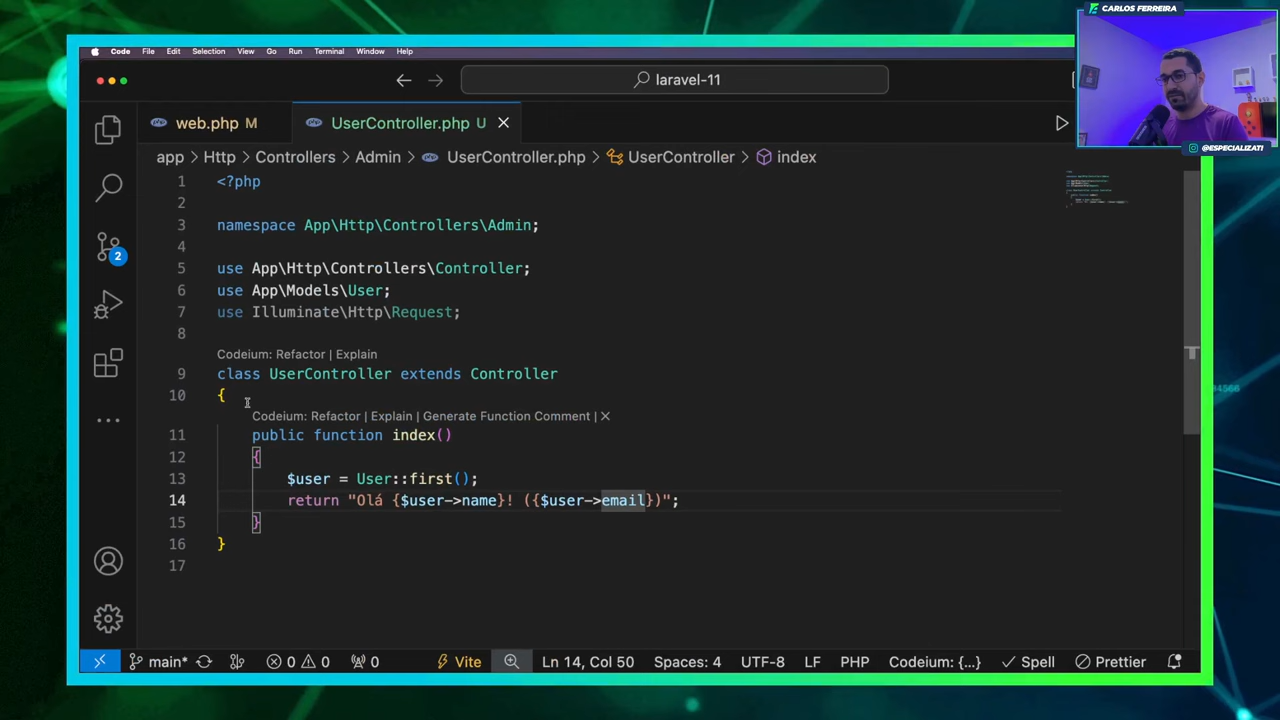 CARLOS FERREIRA
Code File Edit Selection View Go Run Terminal Window Help
laravel-11
web.php M
UserController.php U
@ESPECIALIZATI
app > Http > Controllers > Admin > UserController.php > UserController > index
1 <?php
2
3 namespace App\Http\Controllers\Admin;
4
5 use App\Http\Controllers\Controller;
6 use App\Models\User;
7 use Illuminate\Http\Request;
8
Codeium: Refactor | Explain
9 class UserController extends Controller
10 {
Codeium: Refactor | Explain | Generate Function Comment | ×
11 public function index()
12 {
13 $user = User::first();
14 return "Olá {$user->name}! ({$user->email})";
15 }
16 }
17
2
main* 0 0 0 Vite Ln 14, Col 50 Spaces: 4 UTF-8 LF PHP Codeium: {...} Spell Prettier